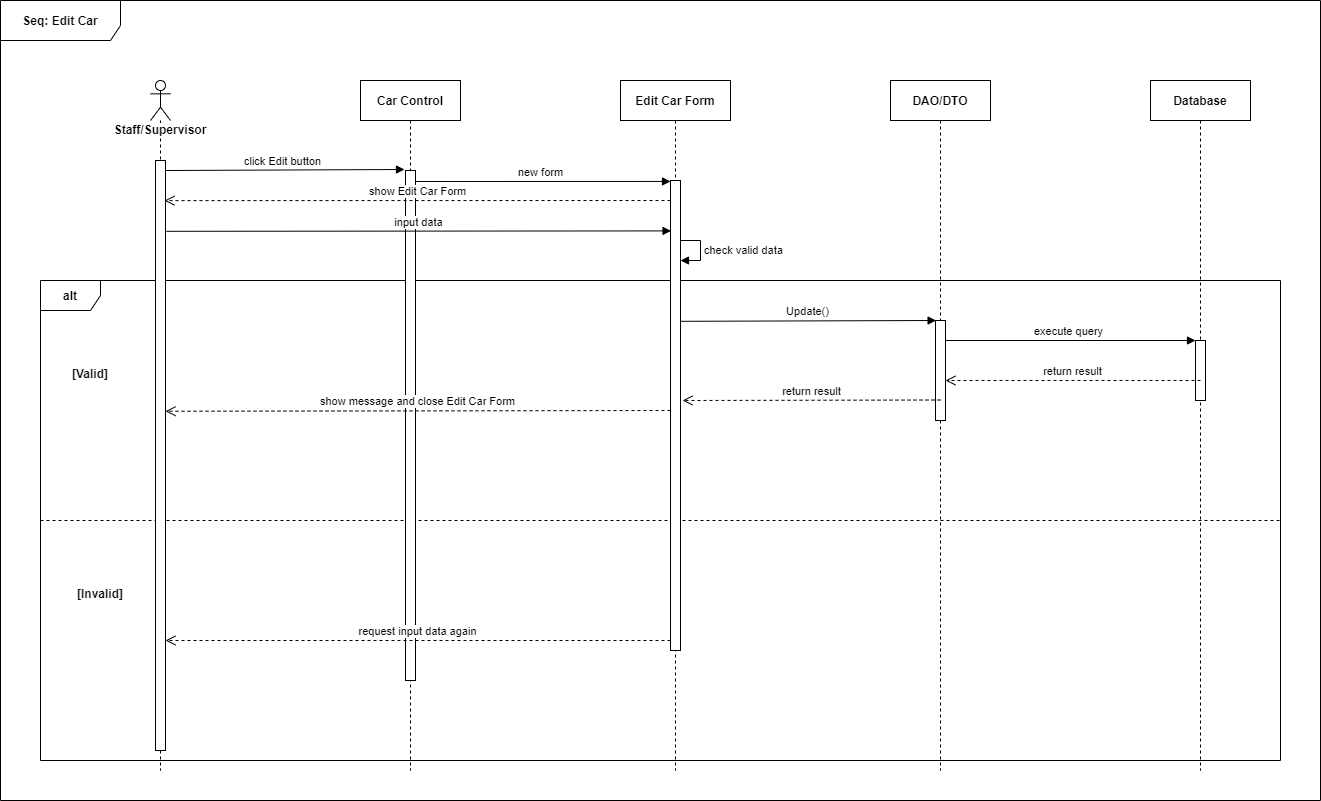 Seq: Edit Car
Staff/Supervisor
Car Control
Edit Car Form
DAO/DTO
Database
click Edit button
new form
show Edit Car Form
input data
check valid data
alt
Update()
execute query
[Valid]
return result
return result
show message and close Edit Car Form
[Invalid]
request input data again